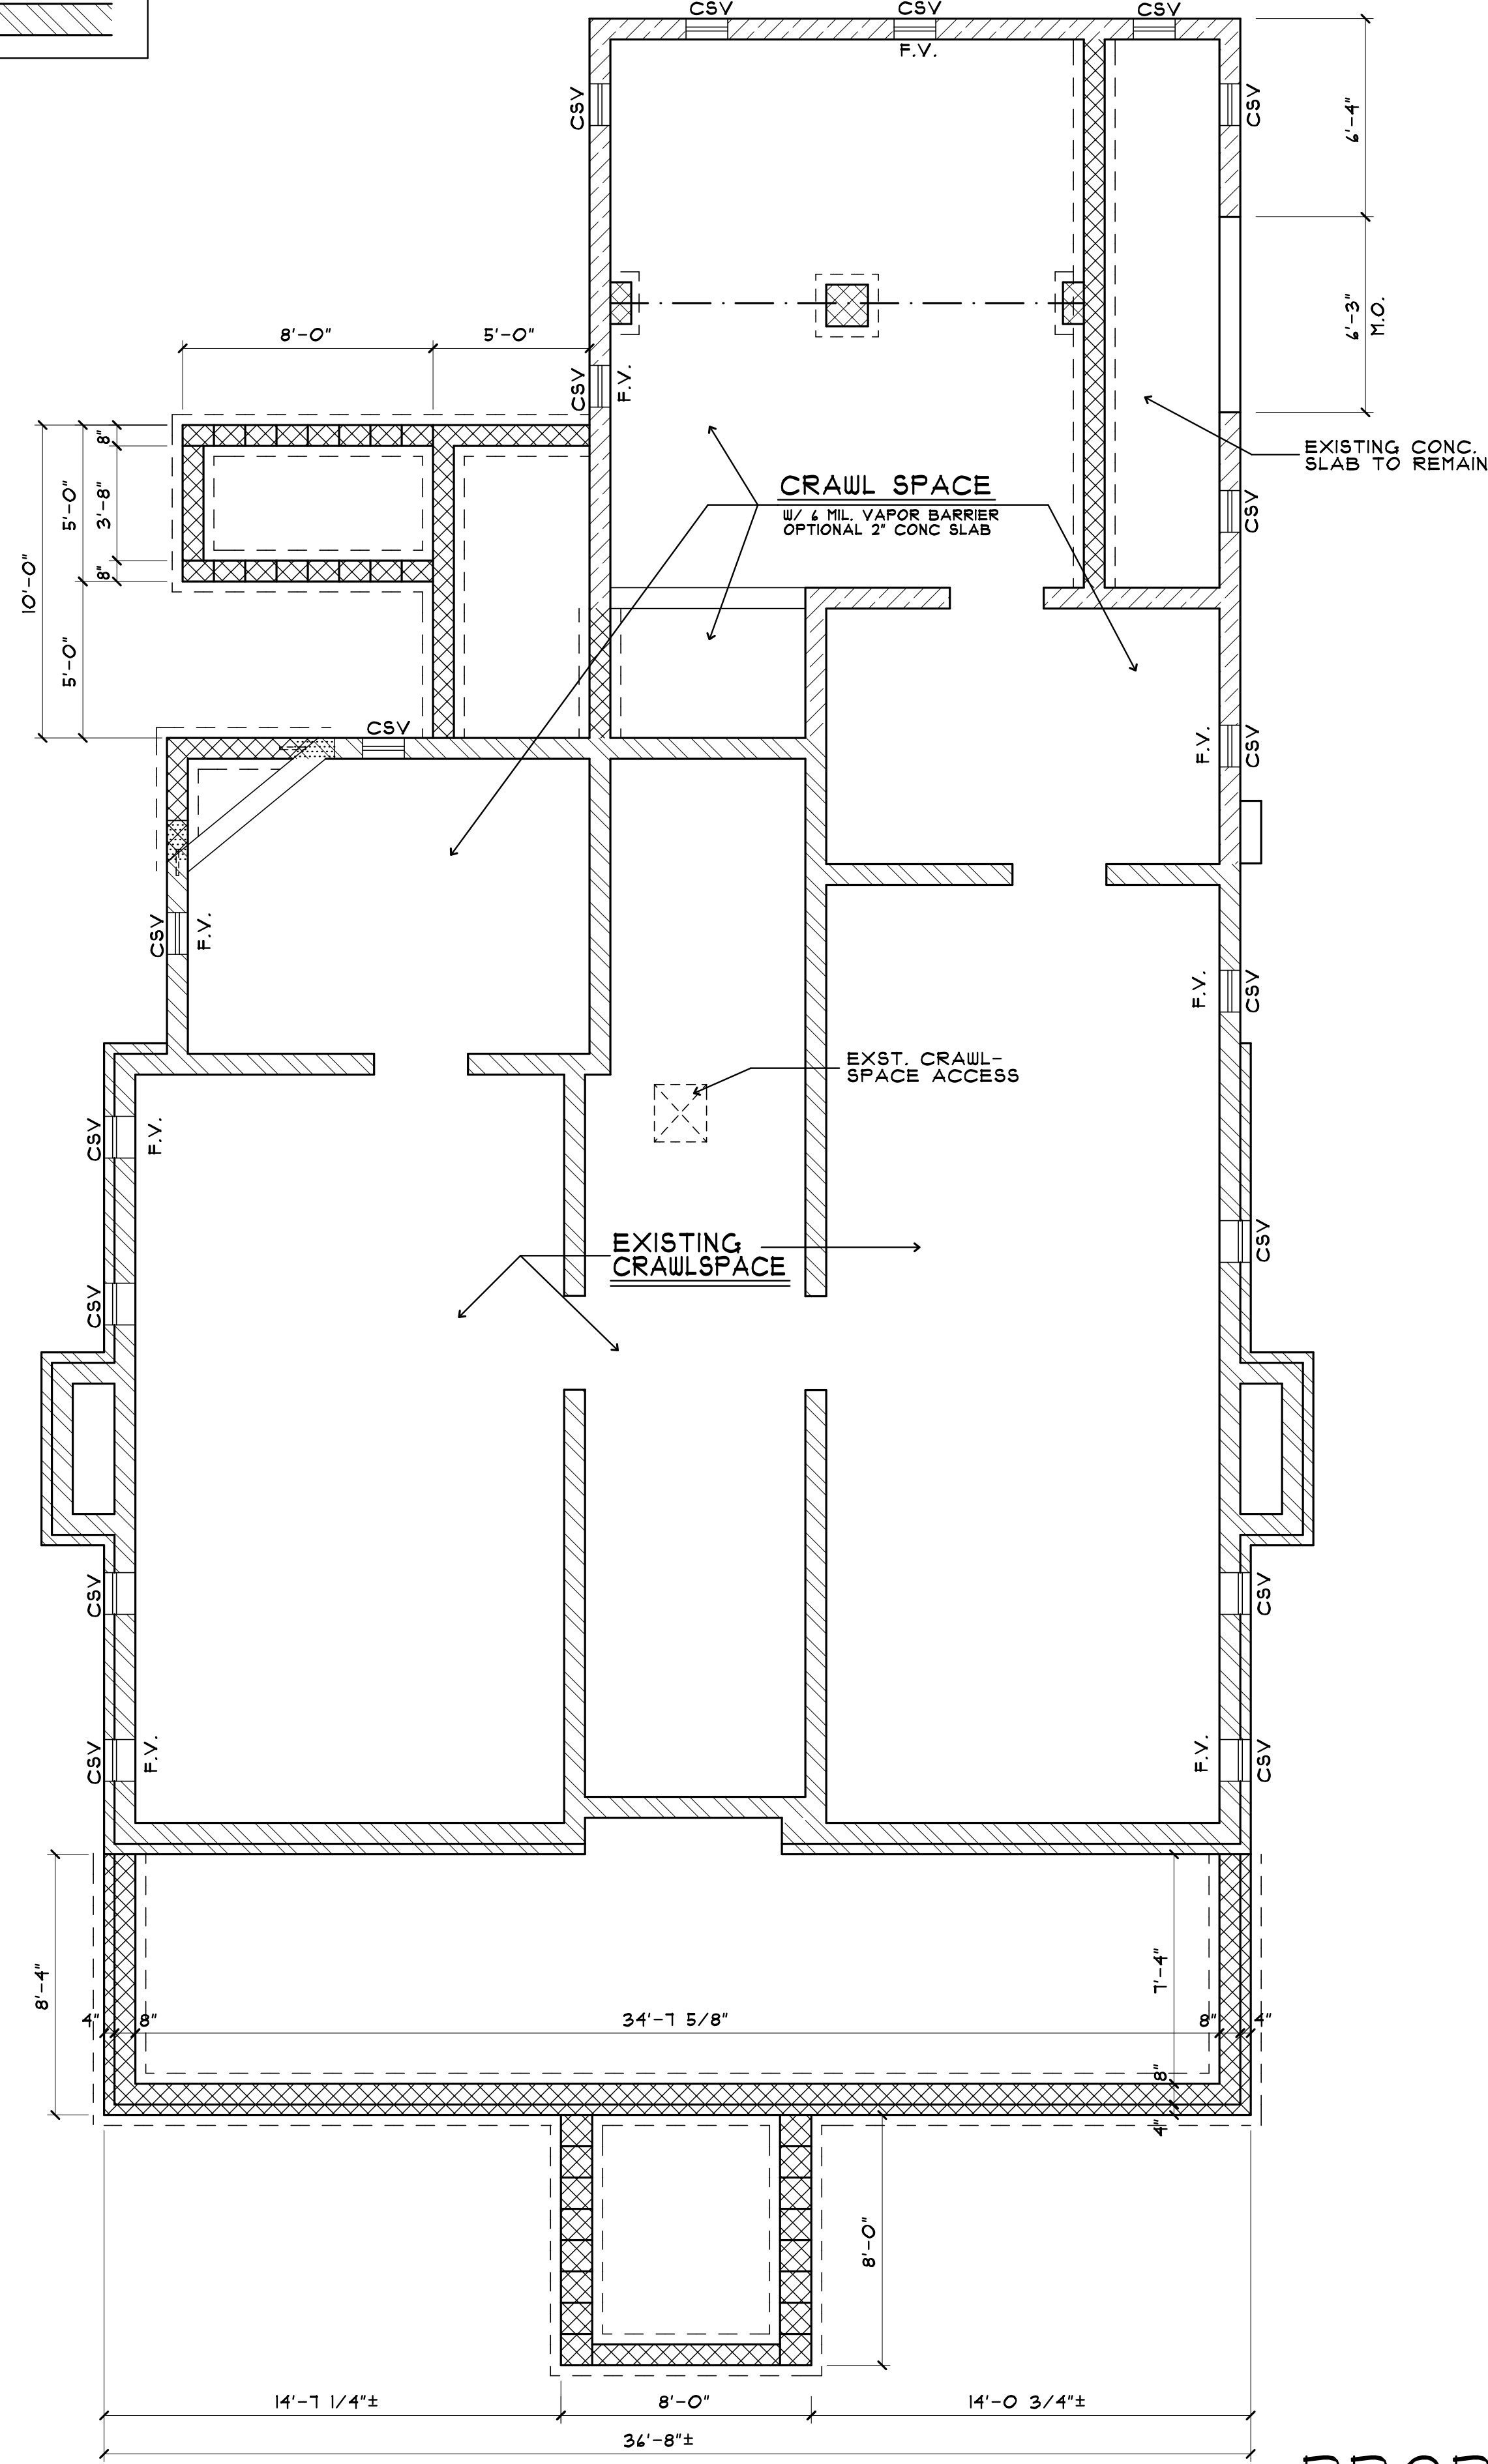 CSV
CSV
CSV
F.V.
CSV
CSV
6'-4"
6'-3"
M.O.
8'-0"
5'-0"
CSV
F.V.
8"
5'-0"
3'-8"
8"
10'-0"
5'-0"
EXISTING CONC.
SLAB TO REMAIN
CRAWL SPACE
W/ 6 MIL. VAPOR BARRIER
OPTIONAL 2" CONC SLAB
CSV
CSV
F.V.
CSV
CSV
F.V.
F.V.
CSV
EXST. CRAWL-
SPACE ACCESS
CSV
F.V.
EXISTING
CRAWLSPACE
CSV
CSV
CSV
CSV
CSV
F.V.
F.V.
CSV
8'-4"
7'-4"
4"
8"
34'-7 5/8"
8"
4"
8"
4"
8'-0"
14'-7 1/4"±
8'-0"
14'-0 3/4"±
36'-8"±